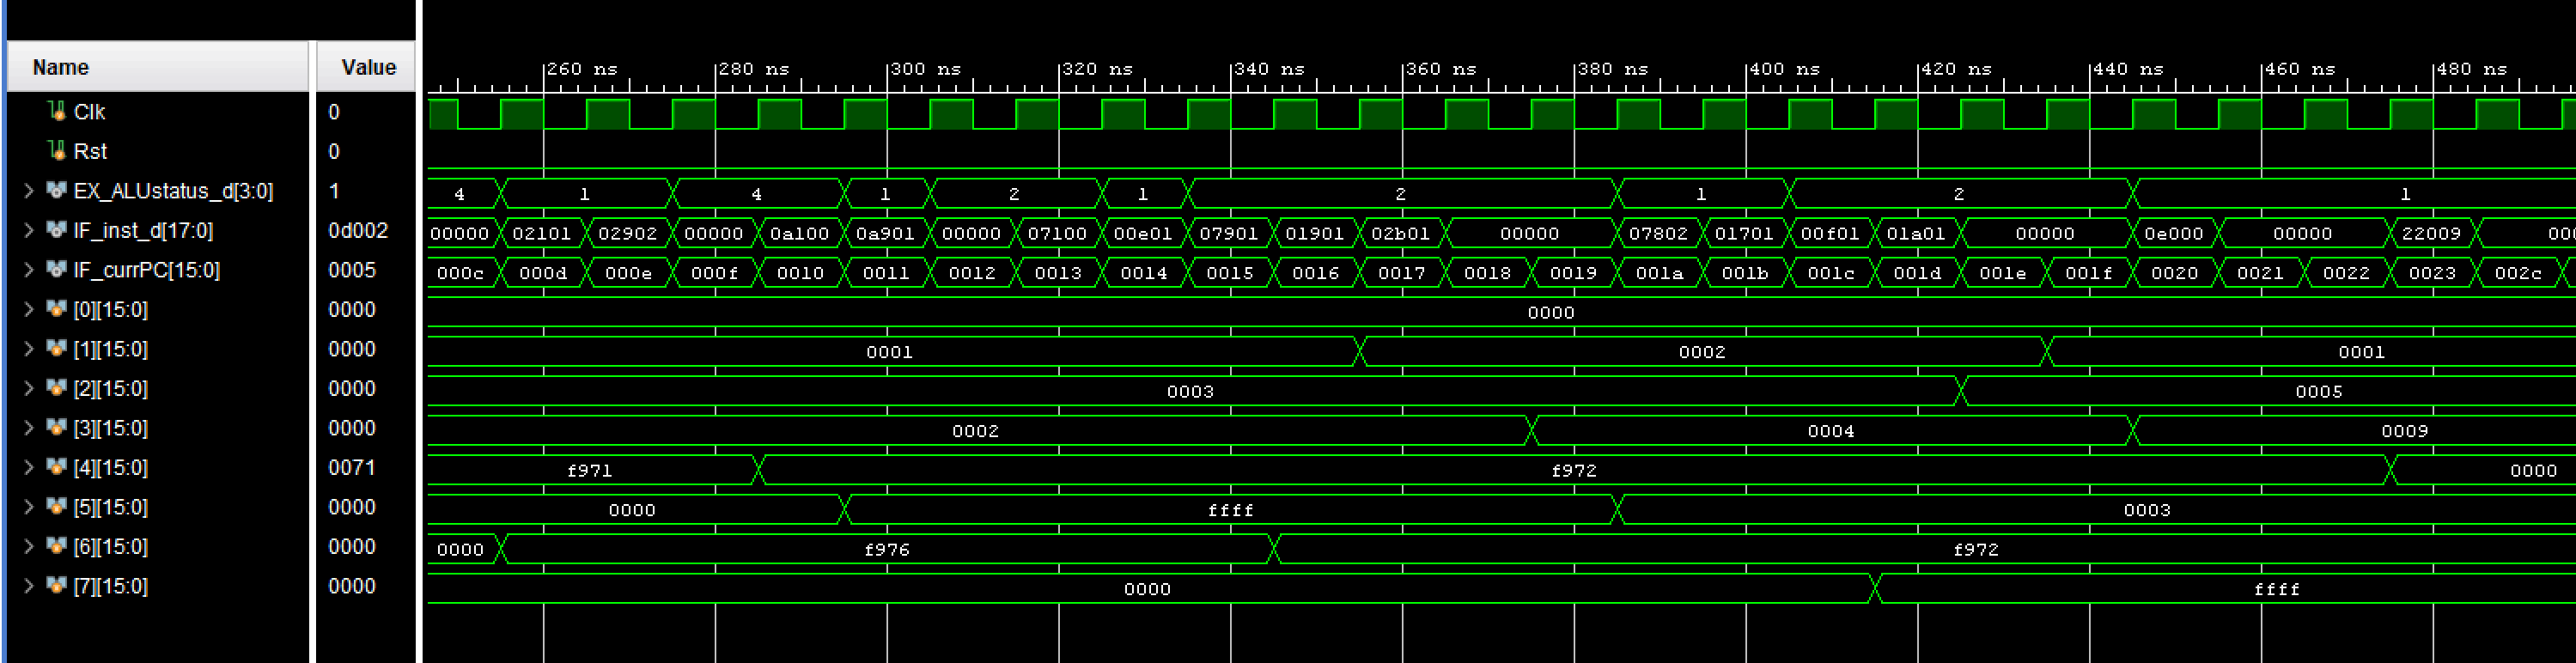 260 ns 280 ns 300 ns 320 ns 340 ns 360 ns 380 ns 400 ns 420 ns 440 ns 460 ns 480 ns
Name Value
Clk 0
Rst 0
EX_ALUstatus_d[3:0] 1 4 1 4 1 2 1 2 1 2 1
IF_inst_d[17:0] 0d002 00000 02101 02902 00000 0a100 0a901 00000 07100 00e01 07901 01901 02b01 00000 07802 01701 00f01 01a01 00000 0e000 00000 22009 000
IF_currPC[15:0] 0005 000c 000d 000e 000f 0010 0011 0012 0013 0014 0015 0016 0017 0018 0019 001a 001b 001c 001d 001e 001f 0020 0021 0022 0023 002c
[0][15:0] 0000 0000
[1][15:0] 0000 0001 0002 0001
[2][15:0] 0000 0003 0005
[3][15:0] 0000 0002 0004 0009
[4][15:0] 0071 f971 f972 0000
[5][15:0] 0000 0000 ffff 0003
[6][15:0] 0000 0000 f976 f972
[7][15:0] 0000 0000 ffff